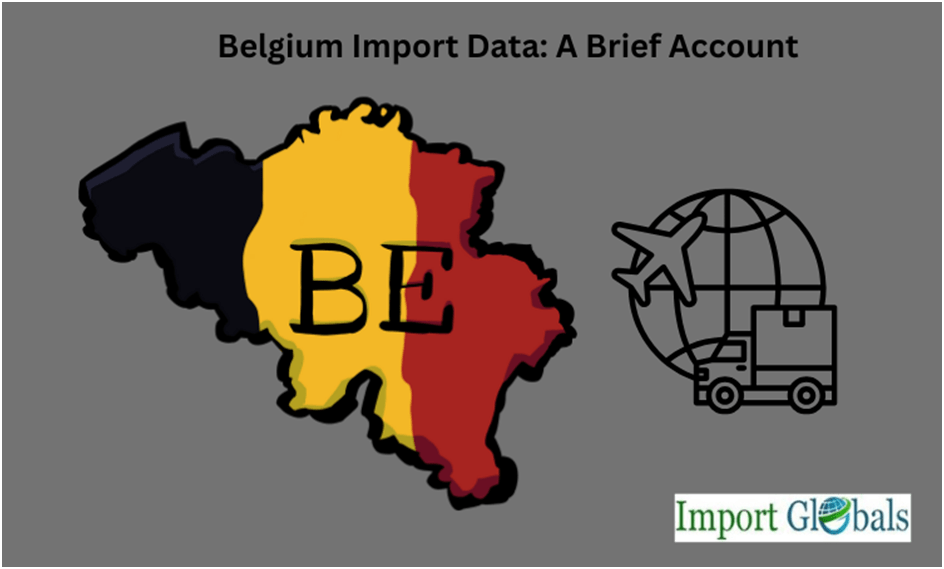 Belgium Import Data: A Brief Account
BE
Import Globals